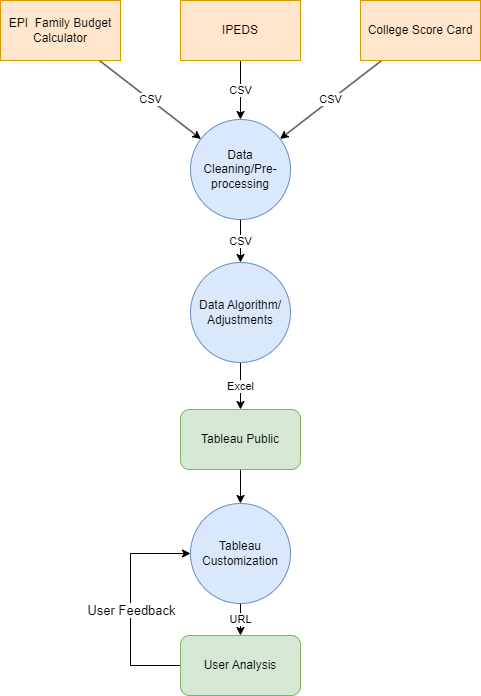 EPI Family Budget
Calculator
IPEDS
College Score Card
CSV
CSV
CSV
Data
Cleaning/Pre-
processing
CSV
Data Algorithm/
Adjustments
Excel
Tableau Public
Tableau
Customization
User Feedback
URL
User Analysis